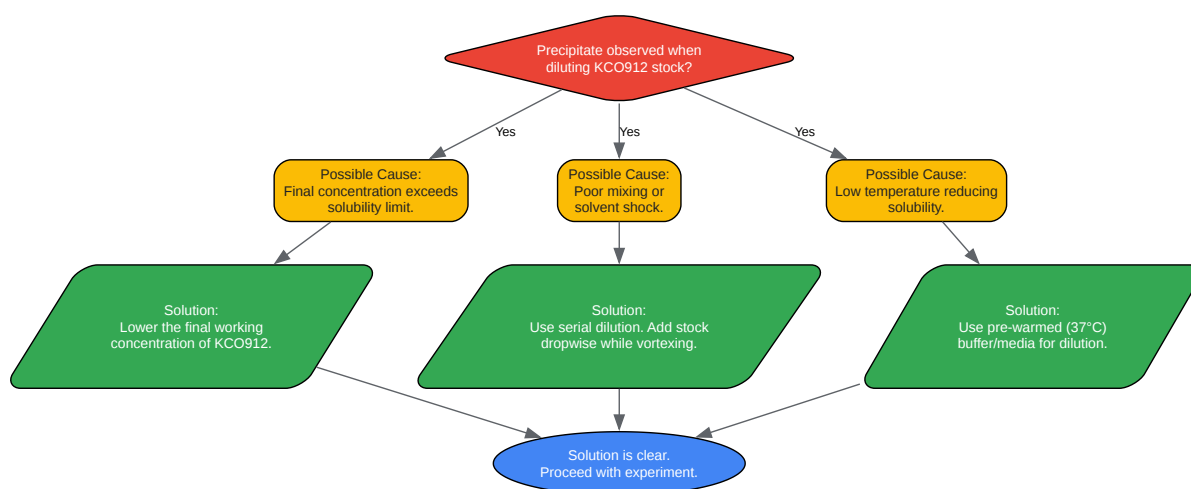 Precipitate observed when
diluting KCO912 stock?
Yes
Yes
Yes
Possible Cause:
Final concentration exceeds
solubility limit.
Possible Cause:
Poor mixing or
solvent shock.
Possible Cause:
Low temperature reducing
solubility.
Solution:
Lower the final working
concentration of KCO912.
Solution:
Use serial dilution. Add stock
dropwise while vortexing.
Solution:
Use pre-warmed (37°C)
buffer/media for dilution.
Solution is clear.
Proceed with experiment.